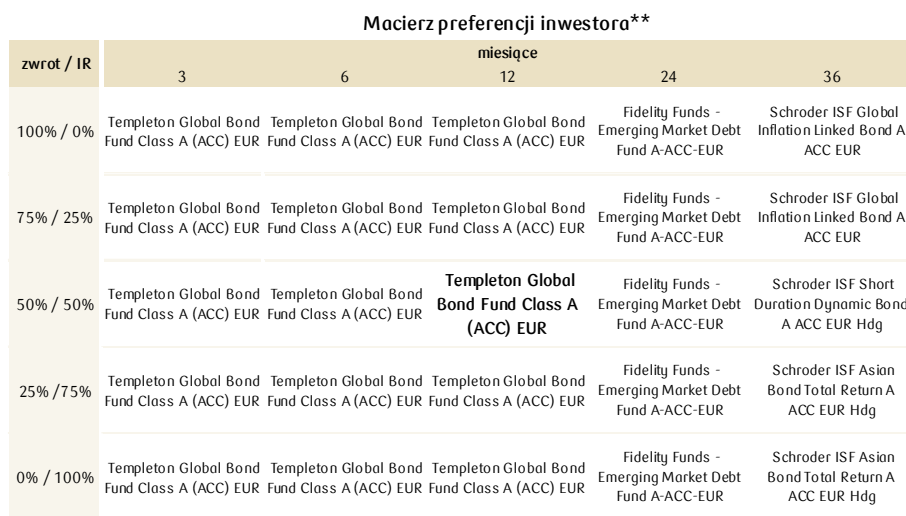 Macierz preferencji inwestora**
zwrot / IR
miesiące
3 6 12 24 36
100% / 0%
Templeton Global Bond
Fund Class A (ACC) EUR
Templeton Global Bond
Fund Class A (ACC) EUR
Templeton Global Bond
Fund Class A (ACC) EUR
Fidelity Funds -
Emerging Market Debt
Fund A-ACC-EUR
Schroder ISF Global
Inflation Linked Bond A
ACC EUR
75% / 25%
Templeton Global Bond
Fund Class A (ACC) EUR
Templeton Global Bond
Fund Class A (ACC) EUR
Templeton Global Bond
Fund Class A (ACC) EUR
Fidelity Funds -
Emerging Market Debt
Fund A-ACC-EUR
Schroder ISF Global
Inflation Linked Bond A
ACC EUR
50% / 50%
Templeton Global Bond
Fund Class A (ACC) EUR
Templeton Global Bond
Fund Class A (ACC) EUR
Templeton Global
Bond Fund Class A
(ACC) EUR
Fidelity Funds -
Emerging Market Debt
Fund A-ACC-EUR
Schroder ISF Short
Duration Dynamic Bond
A ACC EUR Hdg
25% /75%
Templeton Global Bond
Fund Class A (ACC) EUR
Templeton Global Bond
Fund Class A (ACC) EUR
Templeton Global Bond
Fund Class A (ACC) EUR
Fidelity Funds -
Emerging Market Debt
Fund A-ACC-EUR
Schroder ISF Asian
Bond Total Return A
ACC EUR Hdg
0% / 100%
Templeton Global Bond
Fund Class A (ACC) EUR
Templeton Global Bond
Fund Class A (ACC) EUR
Templeton Global Bond
Fund Class A (ACC) EUR
Fidelity Funds -
Emerging Market Debt
Fund A-ACC-EUR
Schroder ISF Asian
Bond Total Return A
ACC EUR Hdg